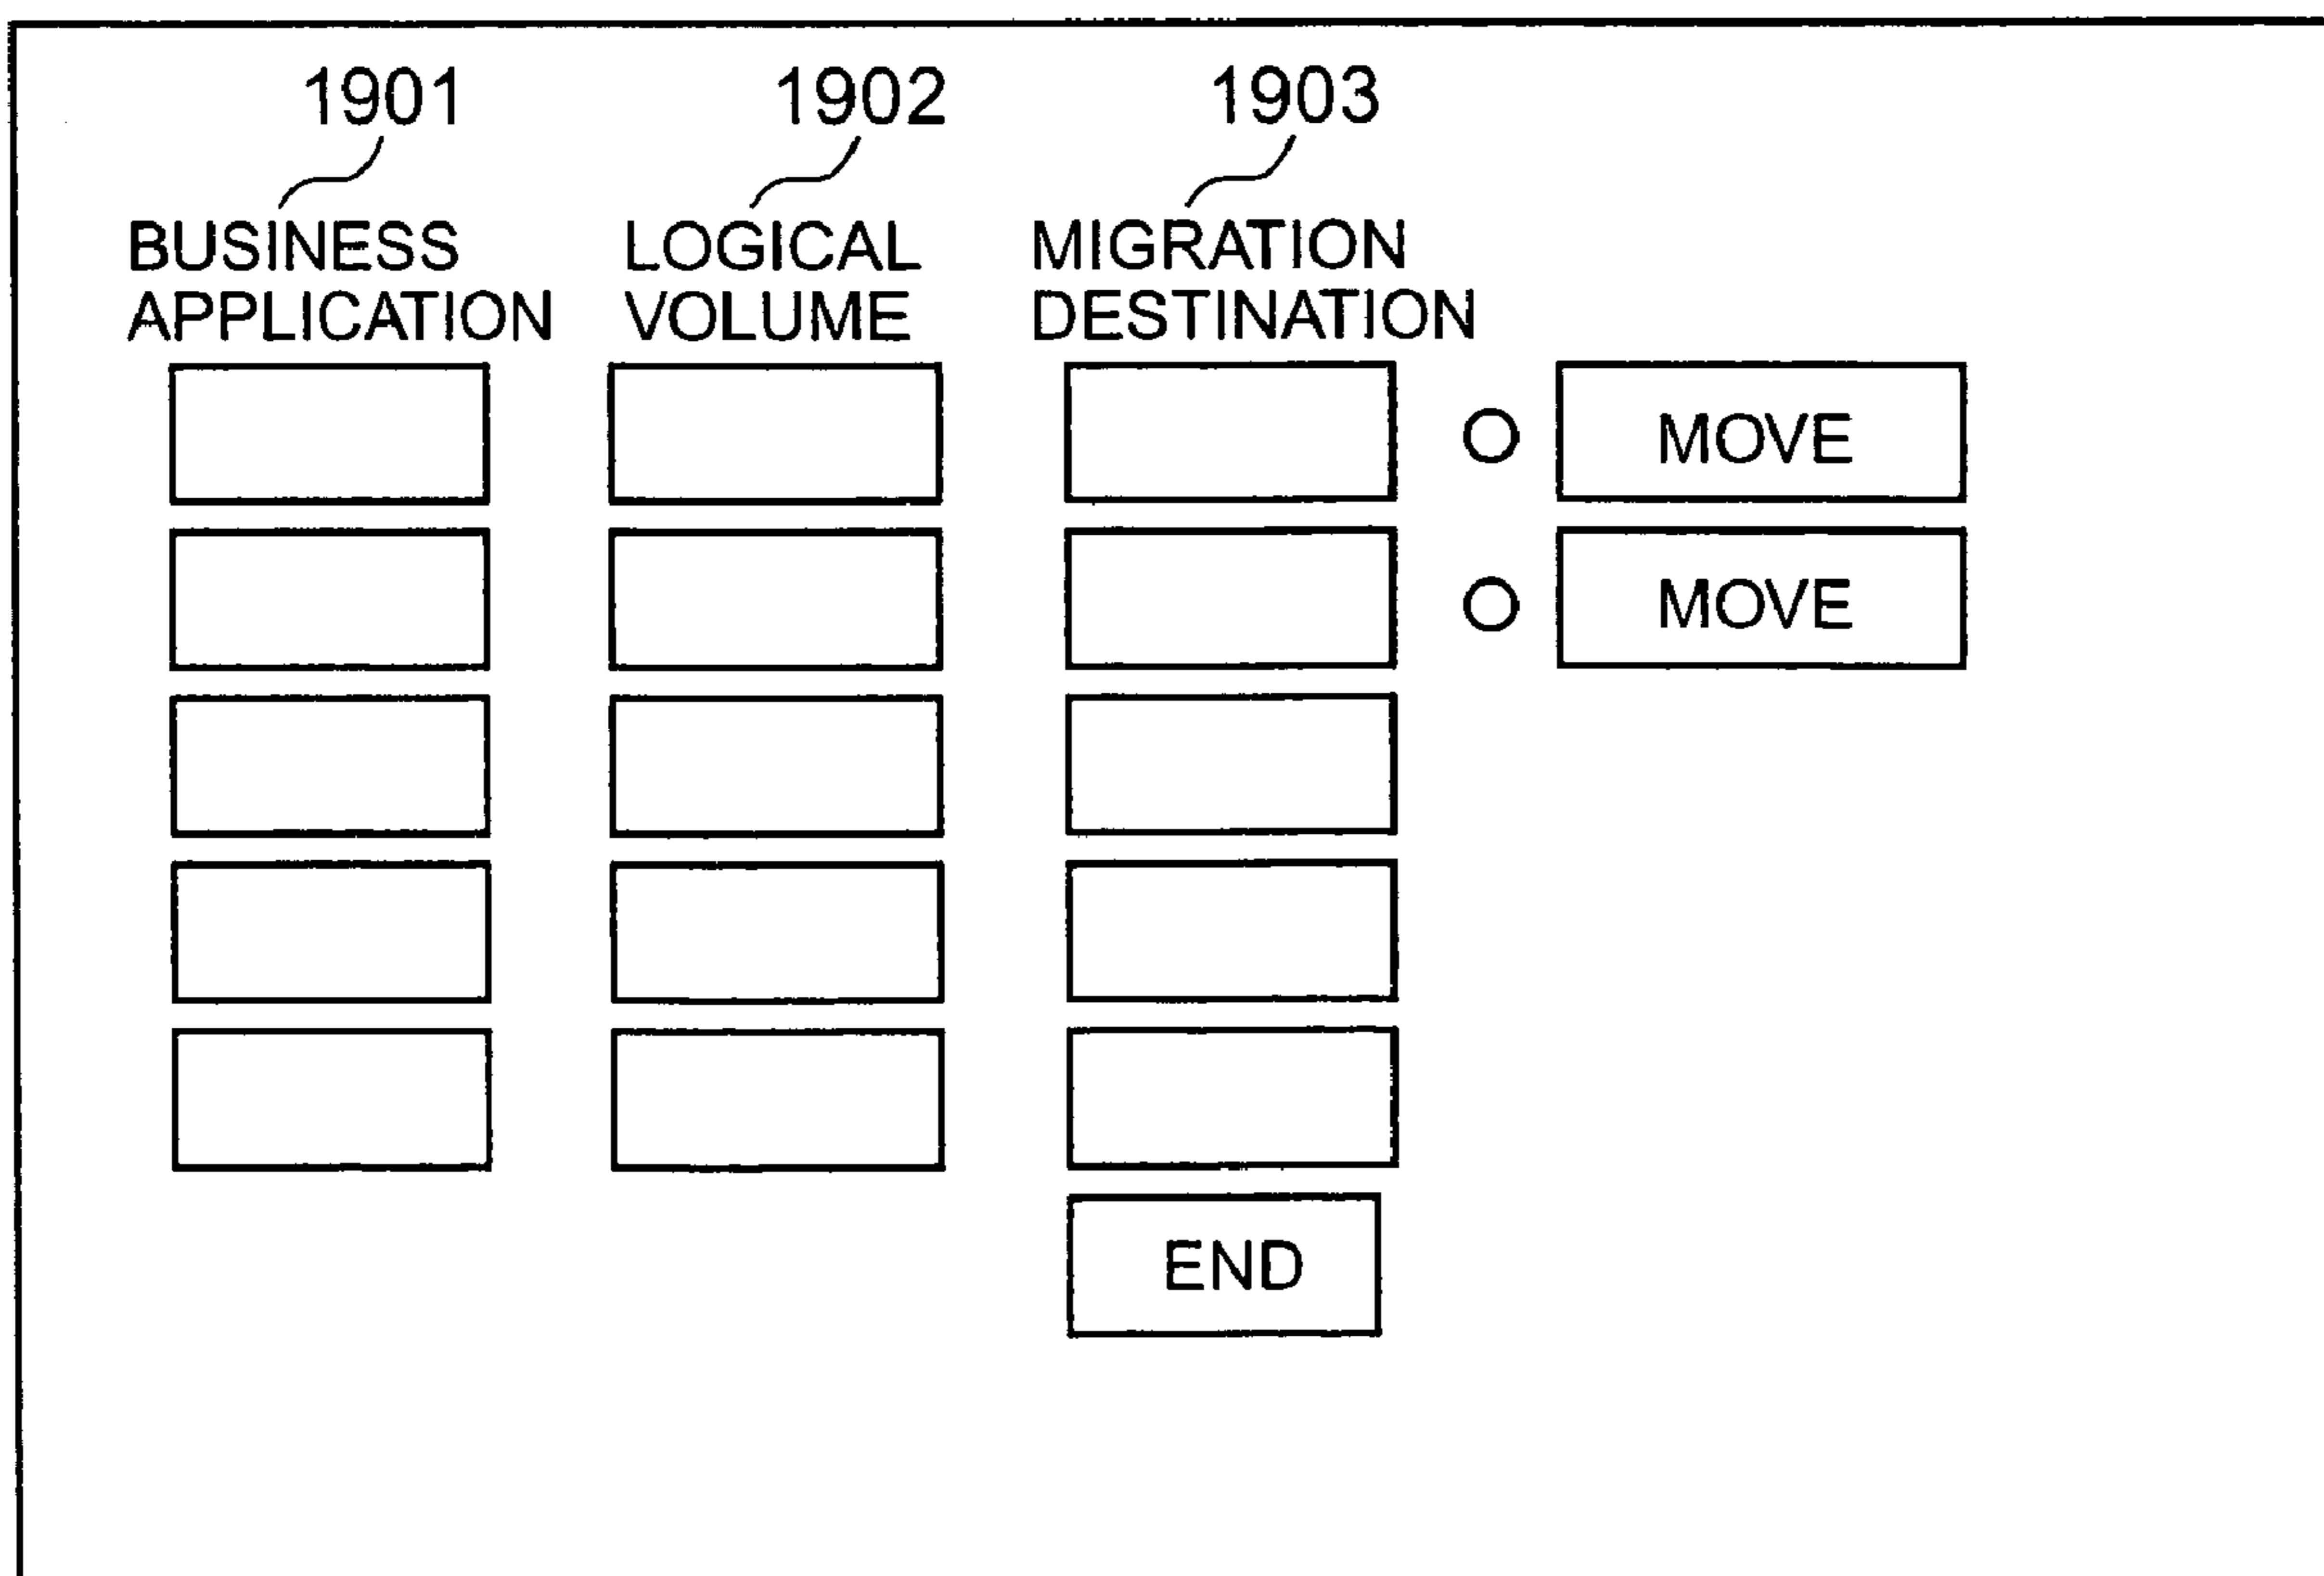 1901 1902 1903
BUSINESS LOGICAL MIGRATION
APPLICATION VOLUME DESTINATION
MOVE
MOVE
END